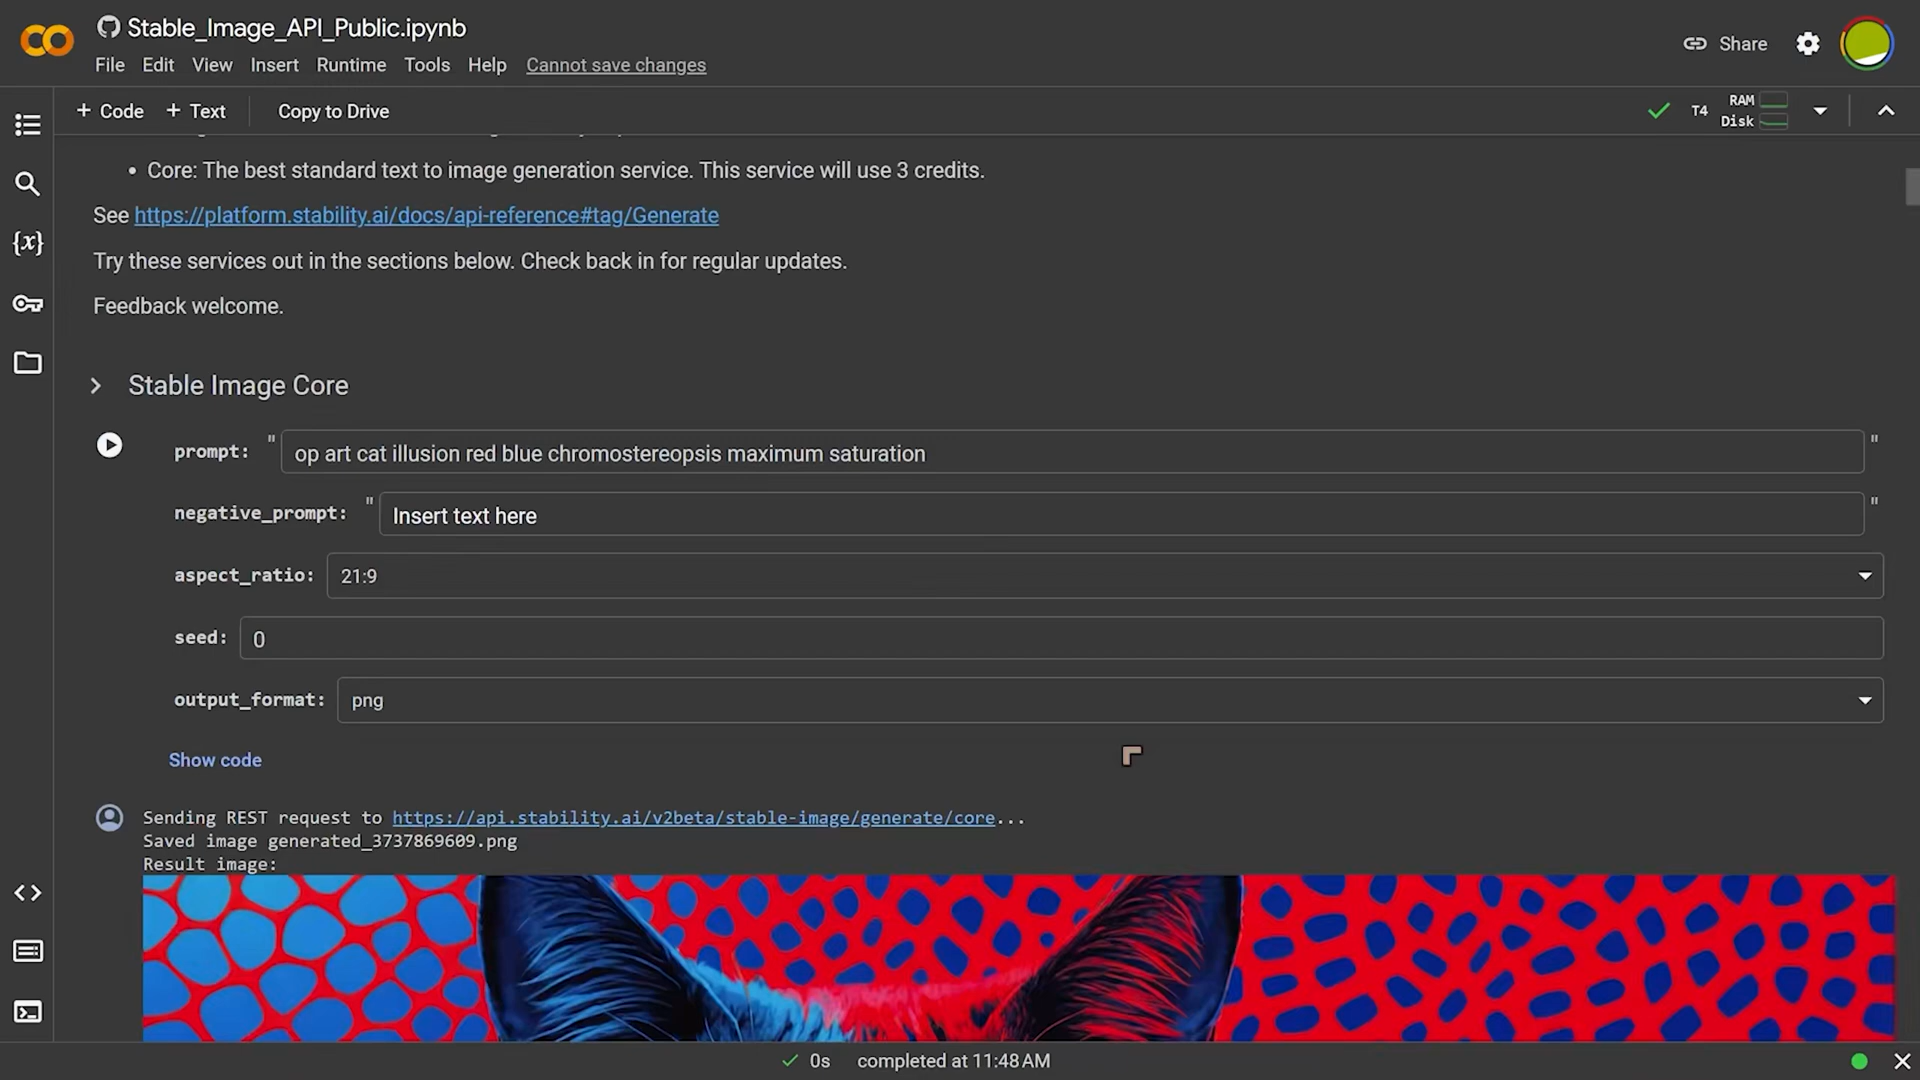 Stable_Image_API_Public.ipynb
File Edit View Insert Runtime Tools Help Cannot save changes
Share
+ Code + Text Copy to Drive
T4 RAM
Disk
• Core: The best standard text to image generation service. This service will use 3 credits.
See https://platform.stability.ai/docs/api-reference#tag/Generate
Try these services out in the sections below. Check back in for regular updates.
Feedback welcome.
Stable Image Core
prompt: " op art cat illusion red blue chromostereopsis maximum saturation "
negative_prompt: " Insert text here "
aspect_ratio: 21:9
seed: 0
output_format: png
Show code
Sending REST request to https://api.stability.ai/v2beta/stable-image/generate/core...
Saved image generated_3737869609.png
Result image:
0s completed at 11:48 AM